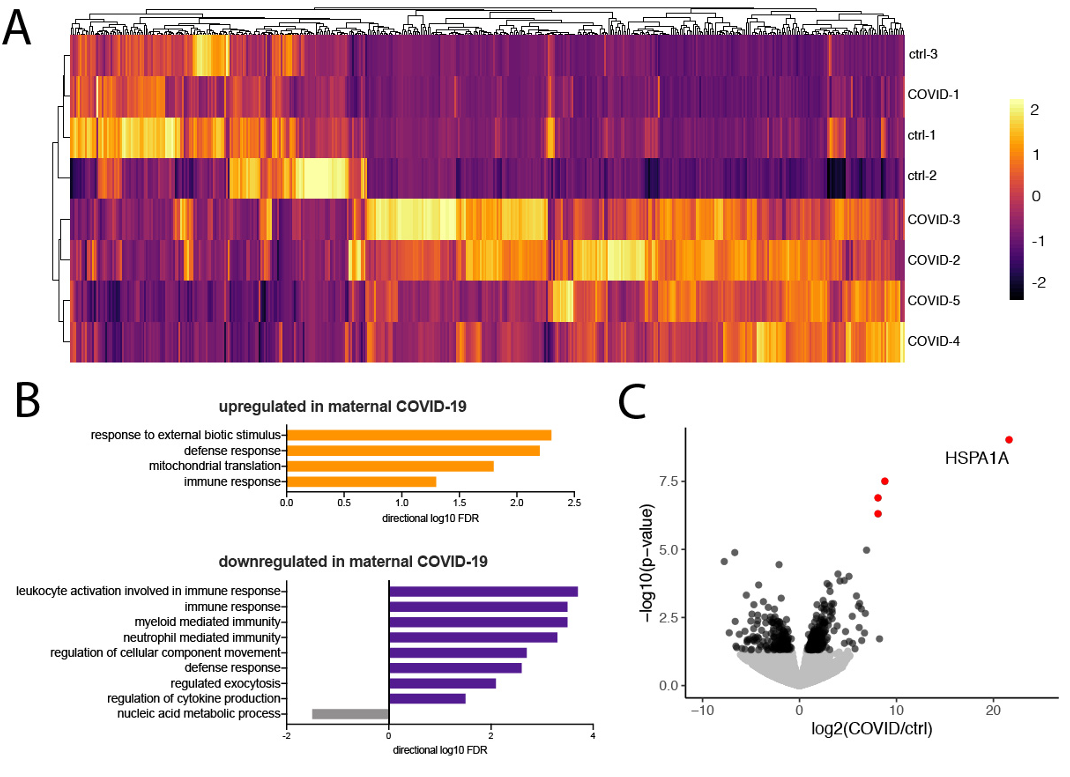 A
ctrl-3
COVID-1
ctrl-1
ctrl-2
COVID-3
COVID-2
COVID-5
COVID-4
2
1
0
-1
-2
B
upregulated in maternal COVID-19
response to external biotic stimulus
defense response
mitochondrial translation
immune response
0.0 0.5 1.0 1.5 2.0 2.5
directional log10 FDR
downregulated in maternal COVID-19
leukocyte activation involved in immune response
immune response
myeloid mediated immunity
neutrophil mediated immunity
regulation of cellular component movement
defense response
regulated exocytosis
regulation of cytokine production
nucleic acid metabolic process
-2 0 2 4
directional log10 FDR
C
HSPA1A
−log10(p−value)
7.5
5.0
2.5
0.0
−10 0 10 20
log2(COVID/ctrl)